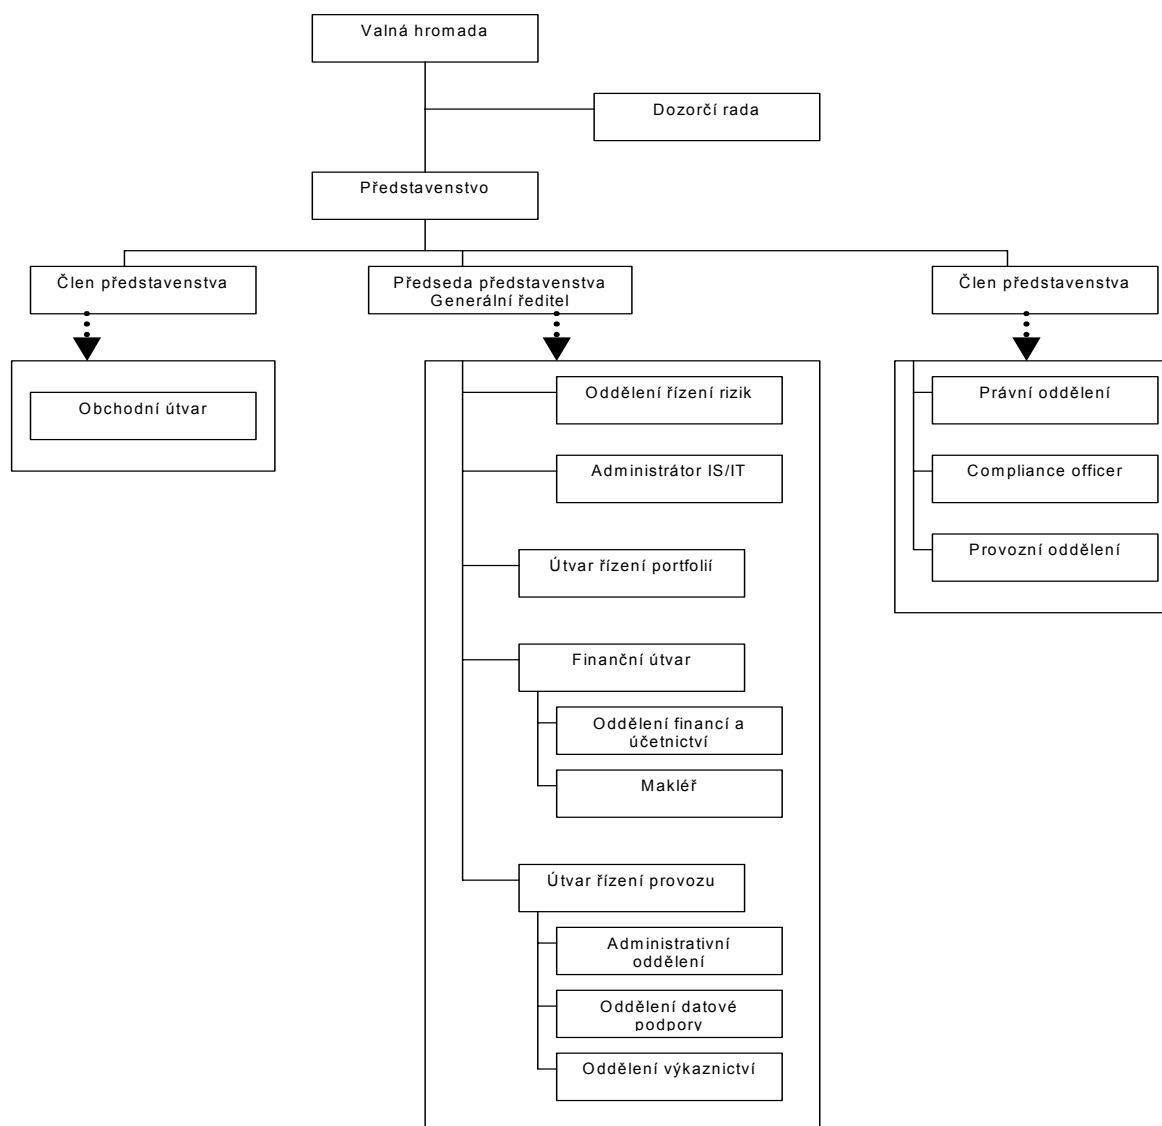 Valná hromada
Dozorčí rada
Představenstvo
Člen představenstva
Předseda představenstva
Generální ředitel
Člen představenstva
Obchodní útvar
Oddělení řízení rizik
Administrátor IS/IT
Útvar řízení portfolií
Finanční útvar
Oddělení financí a
účetnictví
Makléř
Útvar řízení provozu
Administrativní
oddělení
Oddělení datové
podpory
Oddělení výkaznictví
Právní oddělení
Compliance officer
Provozní oddělení